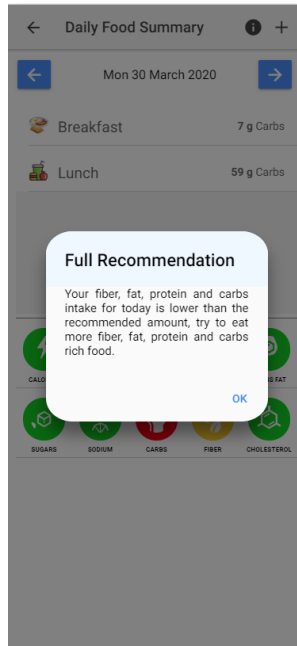 Daily Food Summary
Mon 30 March 2020
Breakfast
7 g Carbs
Lunch
59 g Carbs
Full Recommendation
Your fiber, fat, protein and carbs
intake for today is lower than the
recommended amount, try to eat
more fiber, fat, protein and carbs
rich food.
OK
CALO
FAT
SUGARS
SODIUM
CARBS
FIBER
CHOLESTEROL